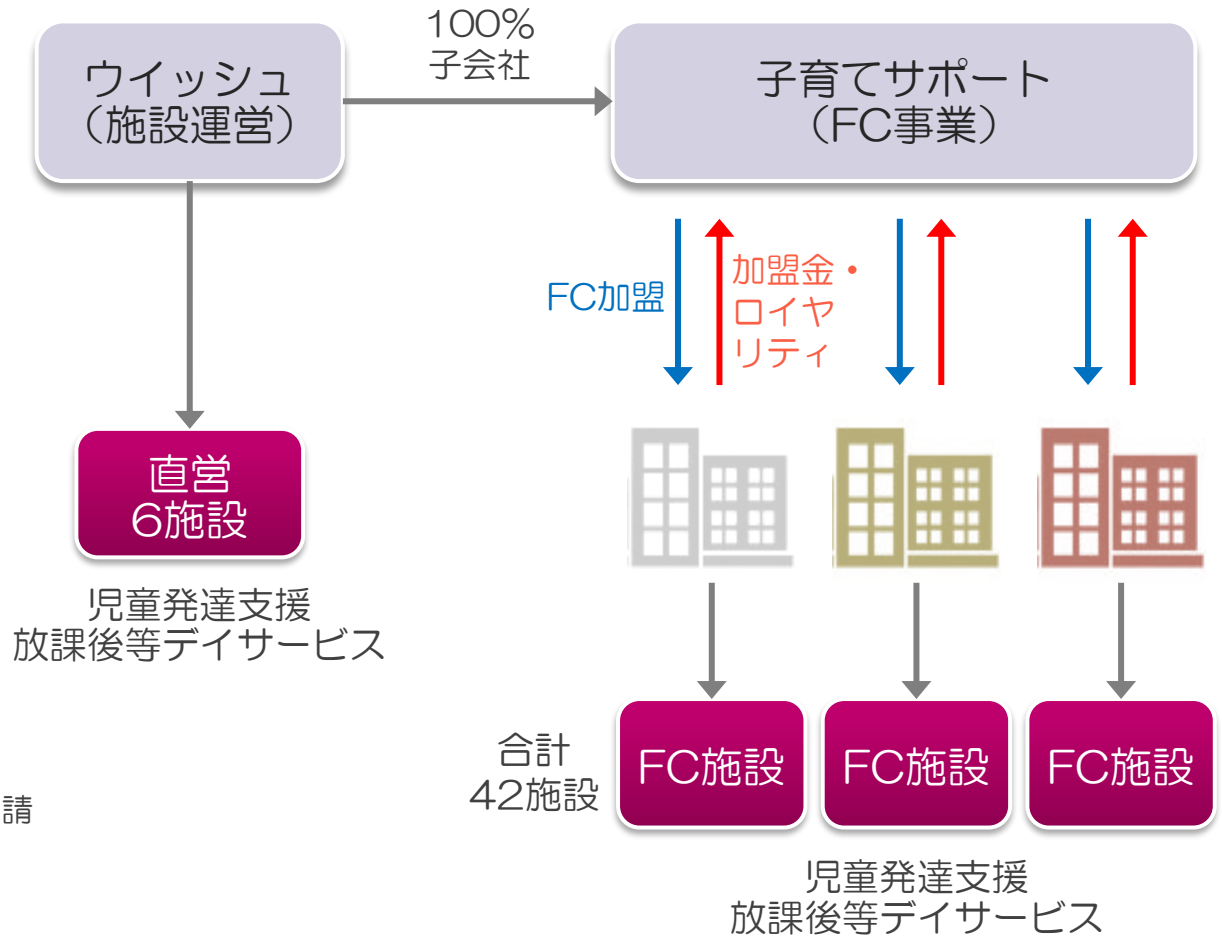 100%
子会社
ウイッシュ
（施設運営）
子育てサポート
（FC事業）
FC加盟
加盟金・
ロイヤ
リティ
直営
6施設
児童発達支援
放課後等デイサービス
合計
42施設
FC施設
FC施設
FC施設
請
児童発達支援
放課後等デイサービス